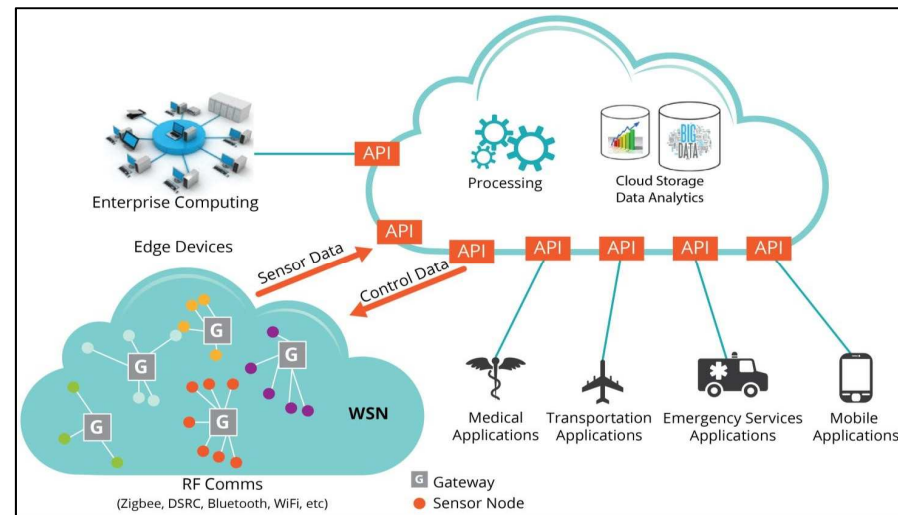 API
Processing
BIG
DATA
Cloud Storage
Data Analytics
Enterprise Computing
API
API
API
API
API
API
Edge Devices
Sensor Data
Control Data
G
G
G
G
G
WSN
Medical
Applications
Transportation
Applications
Emergency Services
Applications
Mobile
Applications
RF Comms
(Zigbee, DSRC, Bluetooth, WiFi, etc)
G Gateway
Sensor Node